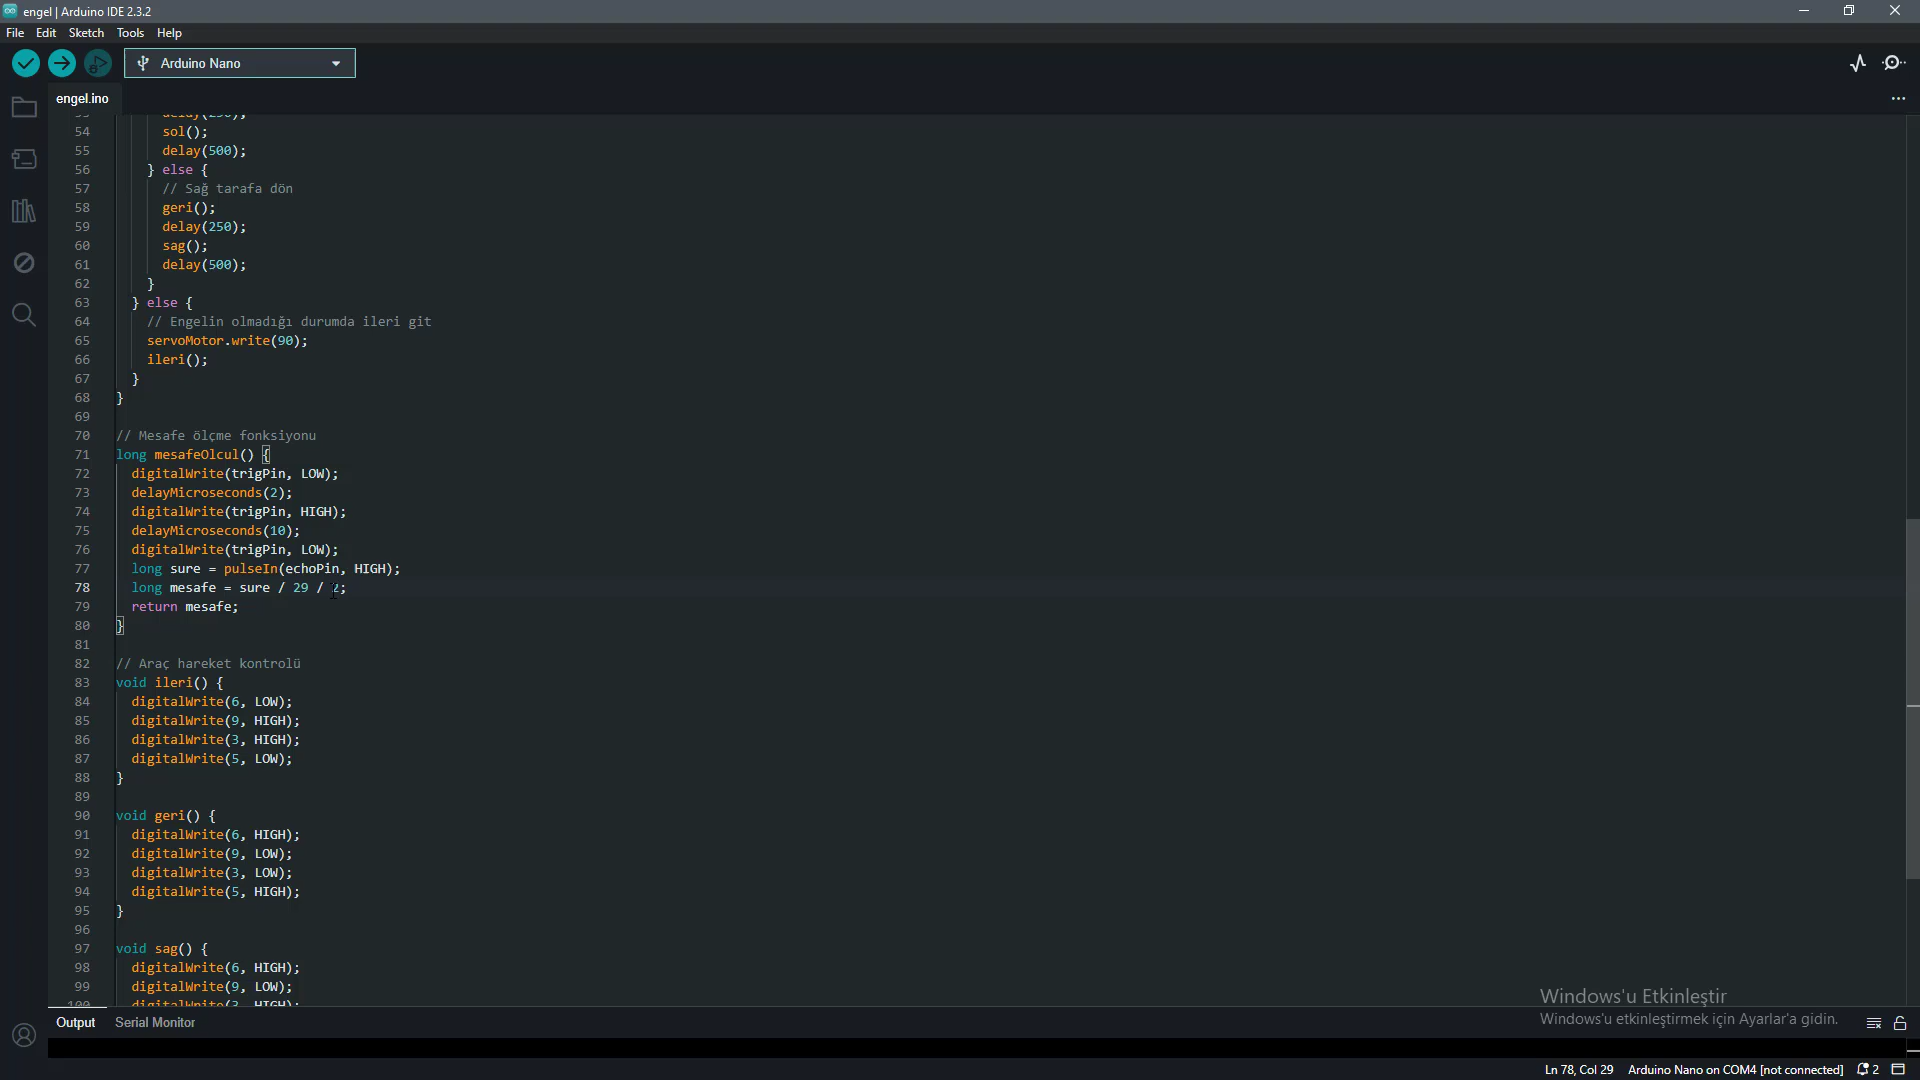 engel | Arduino IDE 2.3.2
File Edit Sketch Tools Help
Arduino Nano
engel.ino
54 sol();
55 delay(500);
56 } else {
57 // Sağ tarafa dön
58 geri();
59 delay(250);
60 sag();
61 delay(500);
62 }
63 } else {
64 // Engelin olmadığı durumda ileri git
65 servoMotor.write(90);
66 ileri();
67 }
68 }
69
70 // Mesafe ölçme fonksiyonu
71 long mesafeOlcul() {
72 digitalWrite(trigPin, LOW);
73 delayMicroseconds(2);
74 digitalWrite(trigPin, HIGH);
75 delayMicroseconds(10);
76 digitalWrite(trigPin, LOW);
77 long sure = pulseIn(echoPin, HIGH);
78 long mesafe = sure / 29 / 2;
79 return mesafe;
80 }
81
82 // Araç hareket kontrolü
83 void ileri() {
84 digitalWrite(6, LOW);
85 digitalWrite(9, HIGH);
86 digitalWrite(3, HIGH);
87 digitalWrite(5, LOW);
88 }
89
90 void geri() {
91 digitalWrite(6, HIGH);
92 digitalWrite(9, LOW);
93 digitalWrite(3, LOW);
94 digitalWrite(5, HIGH);
95 }
96
97 void sag() {
98 digitalWrite(6, HIGH);
99 digitalWrite(9, LOW);
100 digitalWrite(3, HIGH);
Windows'u Etkinleştir
Windows'u etkinleştirmek için Ayarlar'a gidin.
Output Serial Monitor
Ln 78, Col 29 Arduino Nano on COM4 [not connected] 2